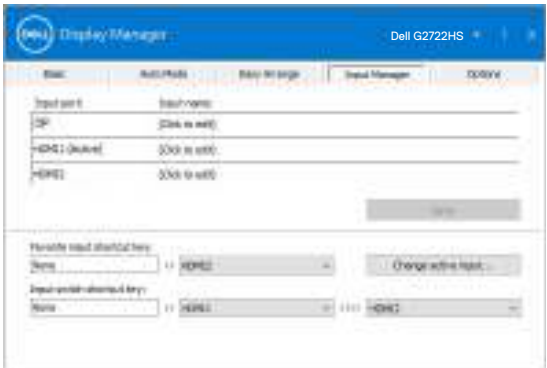 DELL Display Manager Dell G2722HS
Basic Auto Mode Easy Arrange Input Manager Options
Input port Input name
DP (Click to edit)
HDMI1 (Active) (Click to edit)
HDMI2 (Click to edit)
Favorite input shortcut key:
None HDMI2 Change active input...
Input switch shortcut key:
None HDMI1 HDMI2